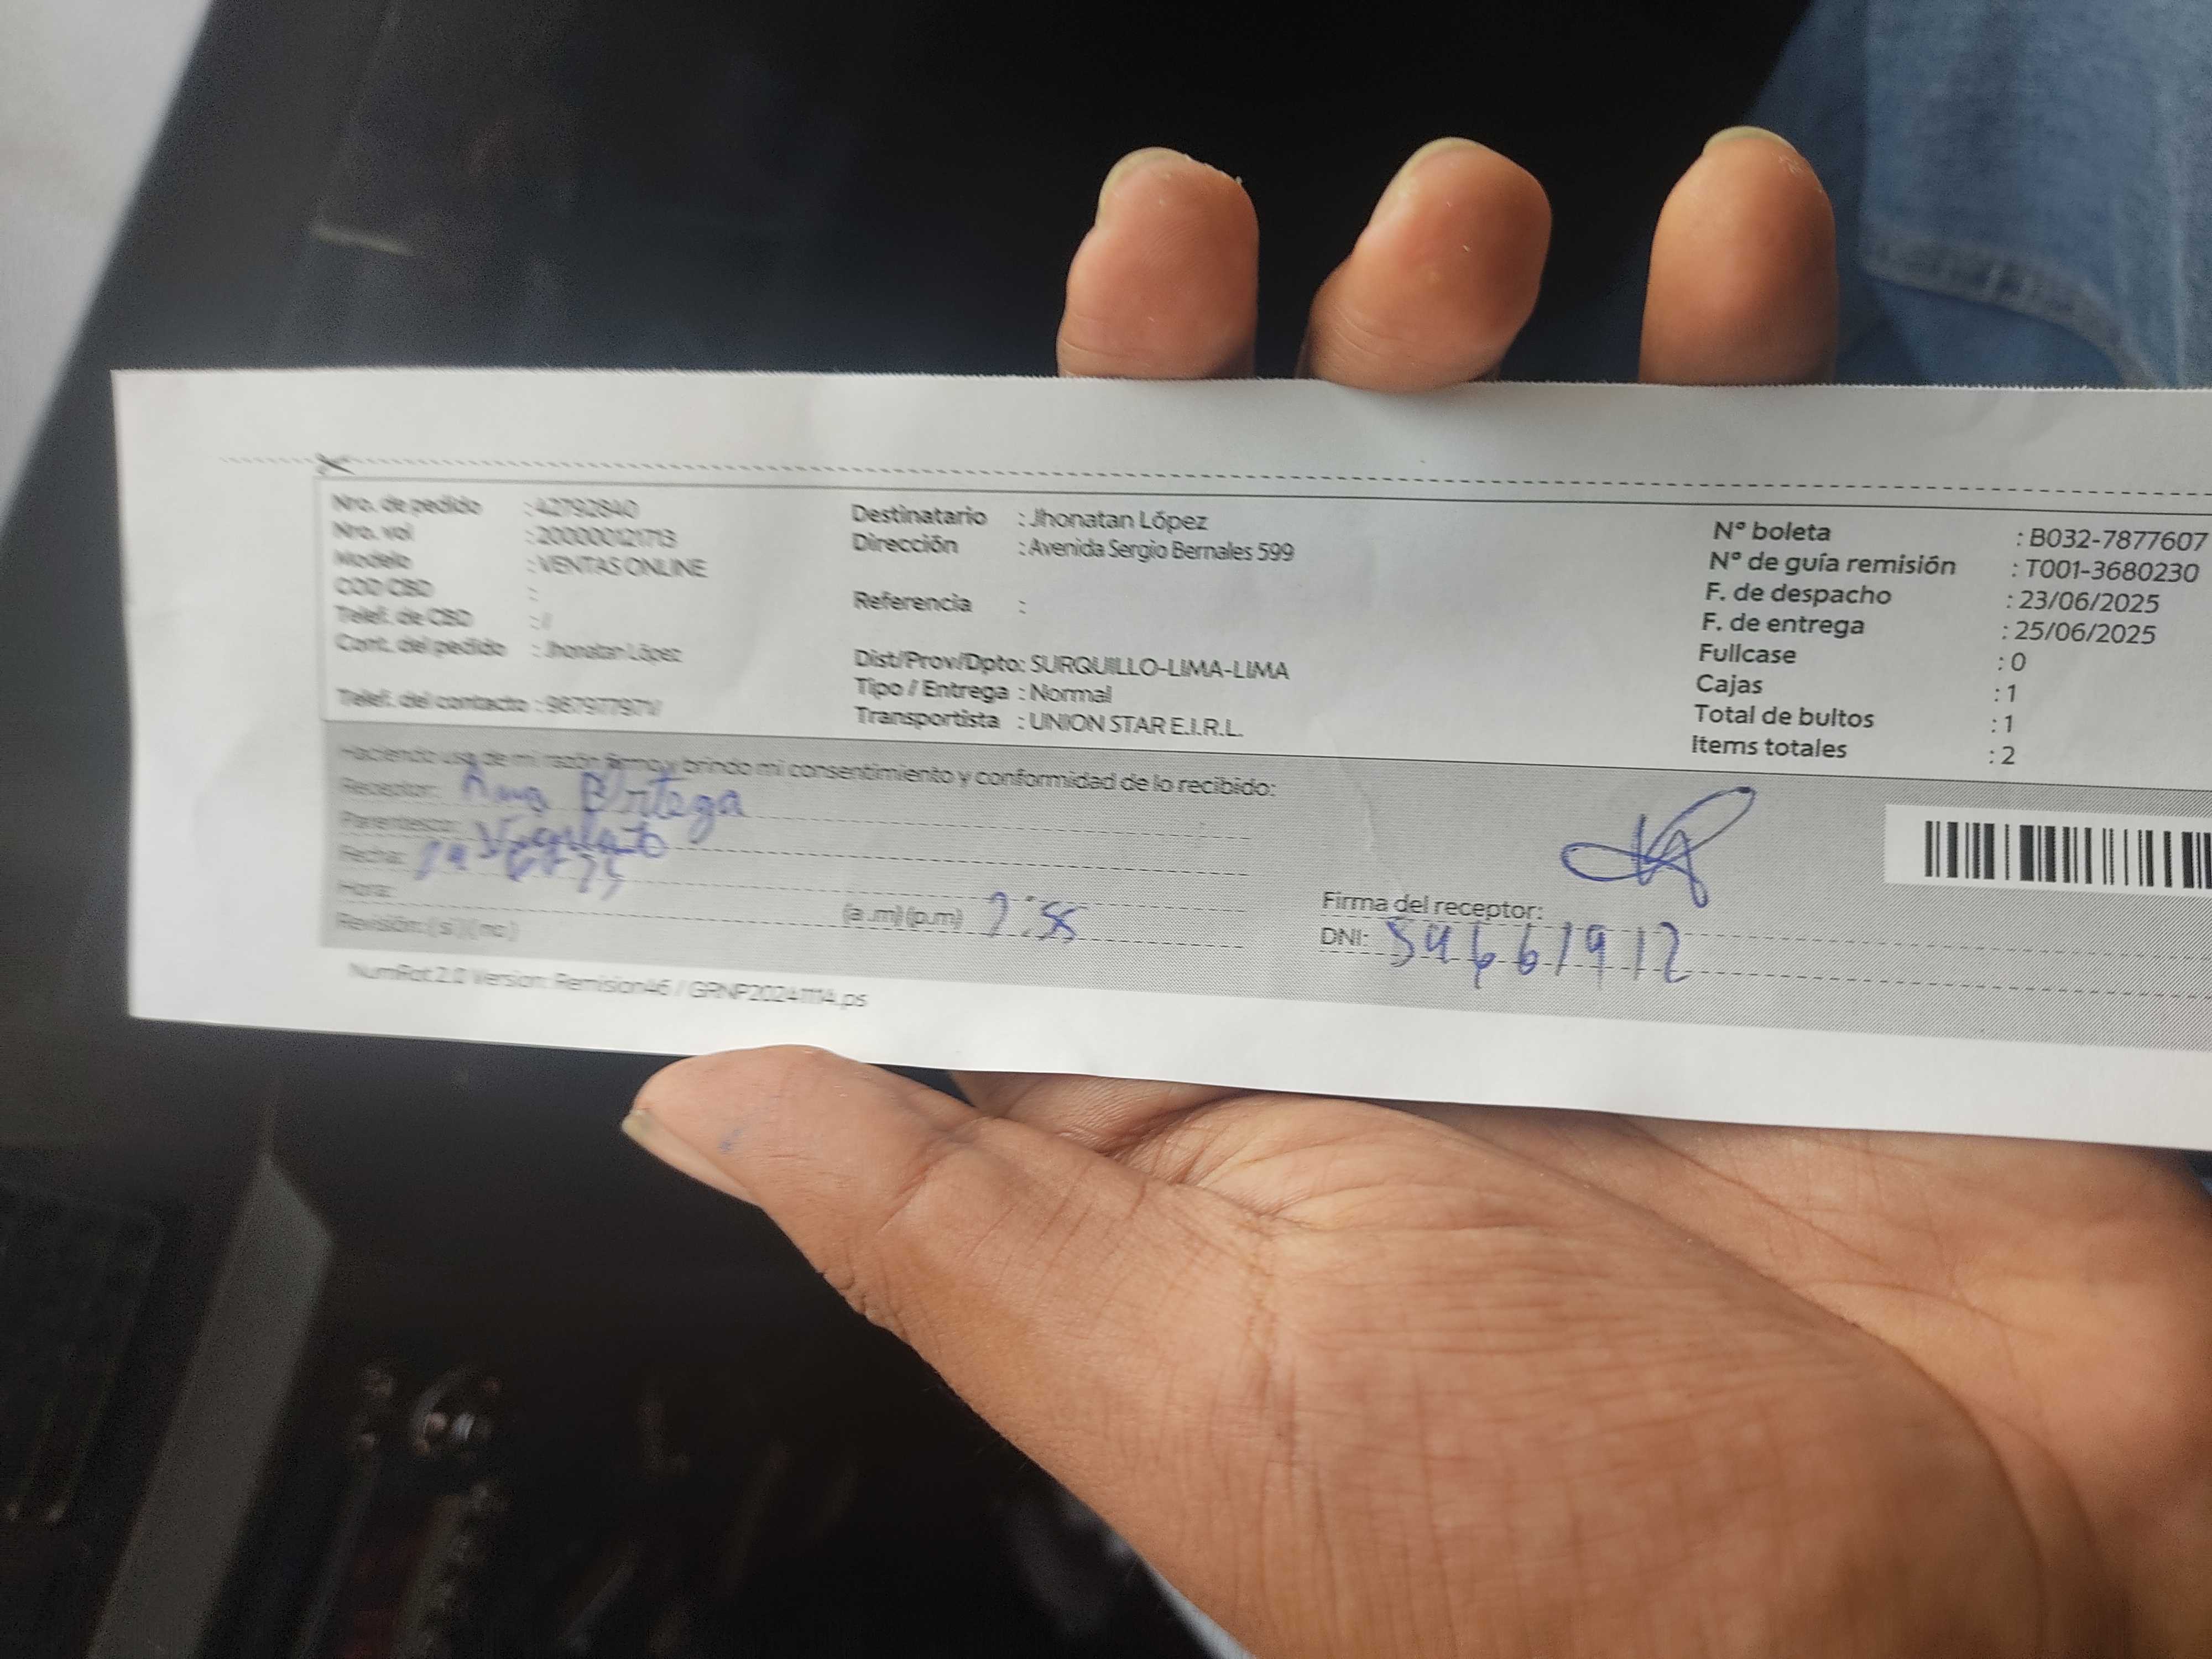 Nro. de pedido : 42792840
Nro. vol : 200000121713
Modelo : VENTAS ONLINE
COD CBD :
Telef. de CBD : /
Cont. del pedido : Jhonatan López
Telef. del contacto : 987977971/
Destinatario : Jhonatan López
Dirección : Avenida Sergio Bernales 599
Referencia :
Dist/Prov/Dpto: SURQUILLO-LIMA-LIMA
Tipo / Entrega : Normal
Transportista : UNION STAR E.I.R.L.
N° boleta : B032-7877607
N° de guía remisión : T001-3680230
F. de despacho : 23/06/2025
F. de entrega : 25/06/2025
Fullcase : 0
Cajas : 1
Total de bultos : 1
Items totales : 2
Haciendo uso de mi razón firmo y brindo mi consentimiento y conformidad de lo recibido:
Receptor: Ortega
Parentesco:
Fecha:
Hora: (a.m) (p.m) :55
Revisión: ( si ) ( no )
Firma del receptor:
DNI: 54661912
NumRot.2.0 Version: Remision46 / GRNP20241114.ps